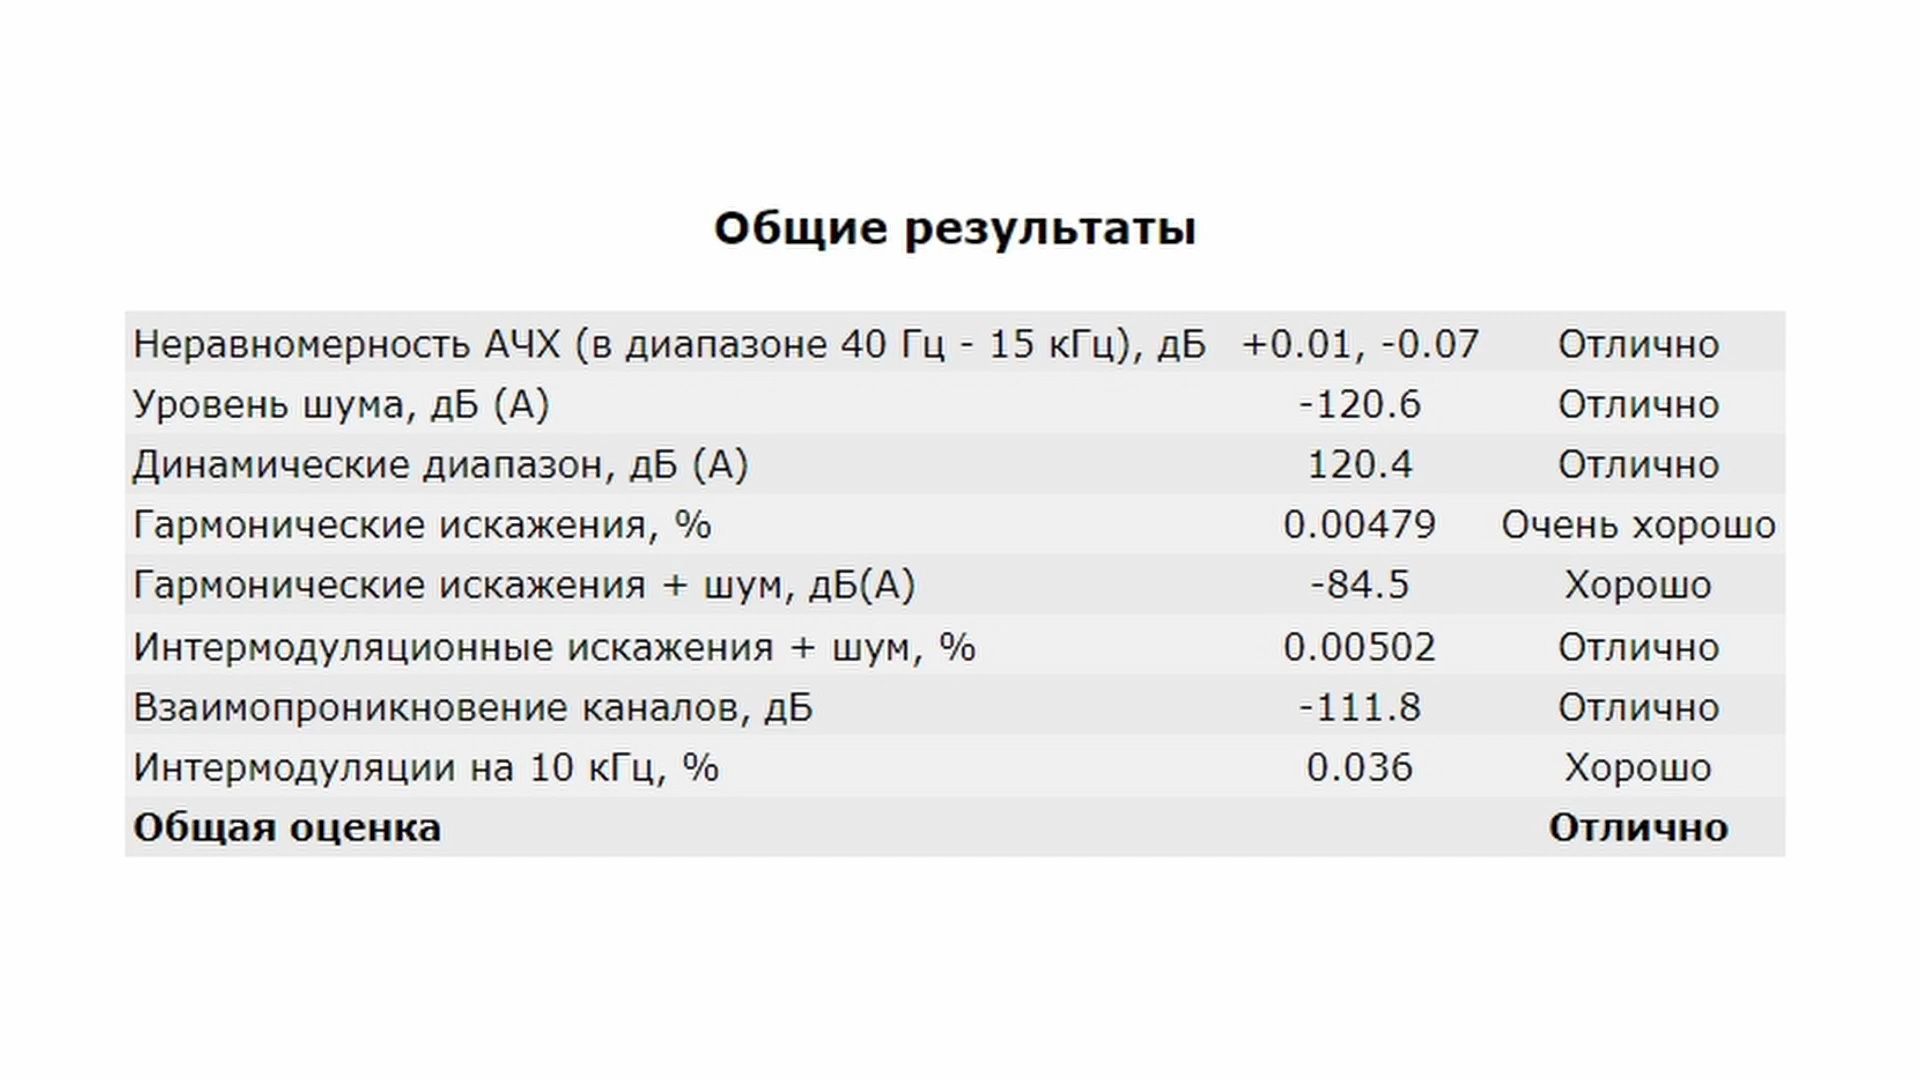 Общие результаты
Неравномерность АЧХ (в диапазоне 40 Гц - 15 кГц), дБ +0.01, -0.07 Отлично
Уровень шума, дБ (А) -120.6 Отлично
Динамические диапазон, дБ (А) 120.4 Отлично
Гармонические искажения, % 0.00479 Очень хорошо
Гармонические искажения + шум, дБ(А) -84.5 Хорошо
Интермодуляционные искажения + шум, % 0.00502 Отлично
Взаимопроникновение каналов, дБ -111.8 Отлично
Интермодуляции на 10 кГц, % 0.036 Хорошо
Общая оценка Отлично